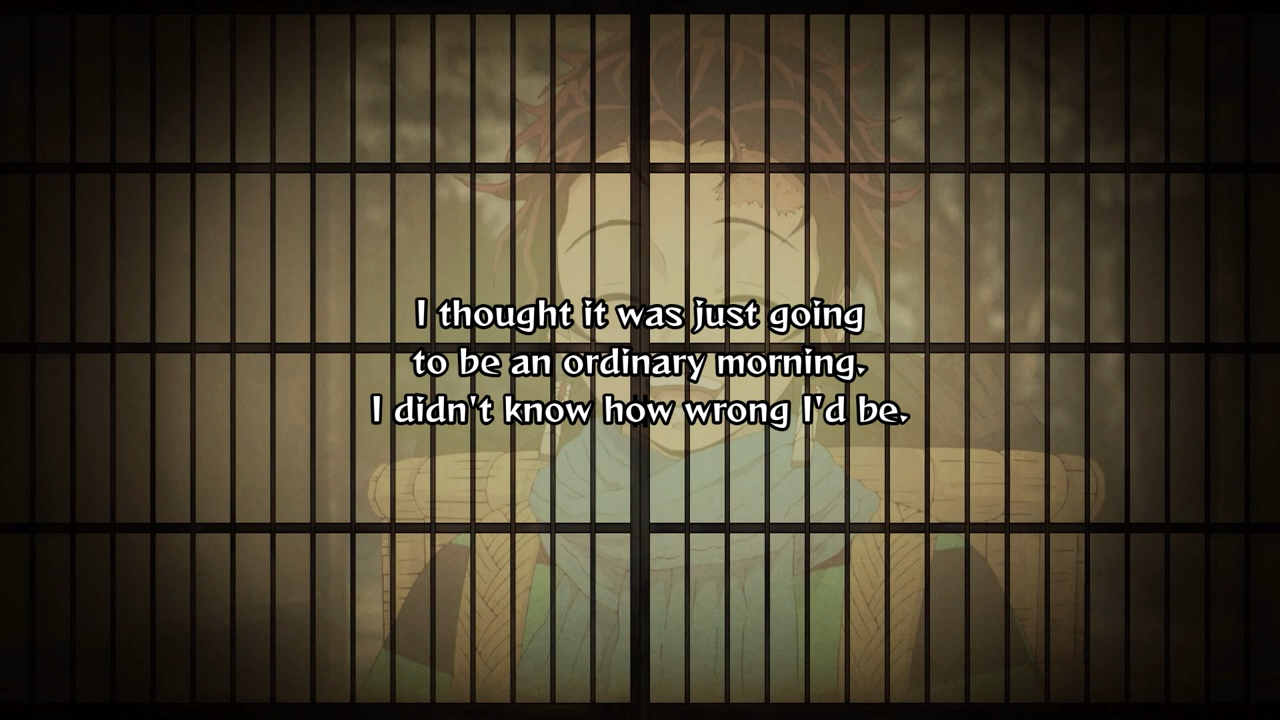 I thought it was just going
to be an ordinary morning.
I didn't know how wrong I'd be.